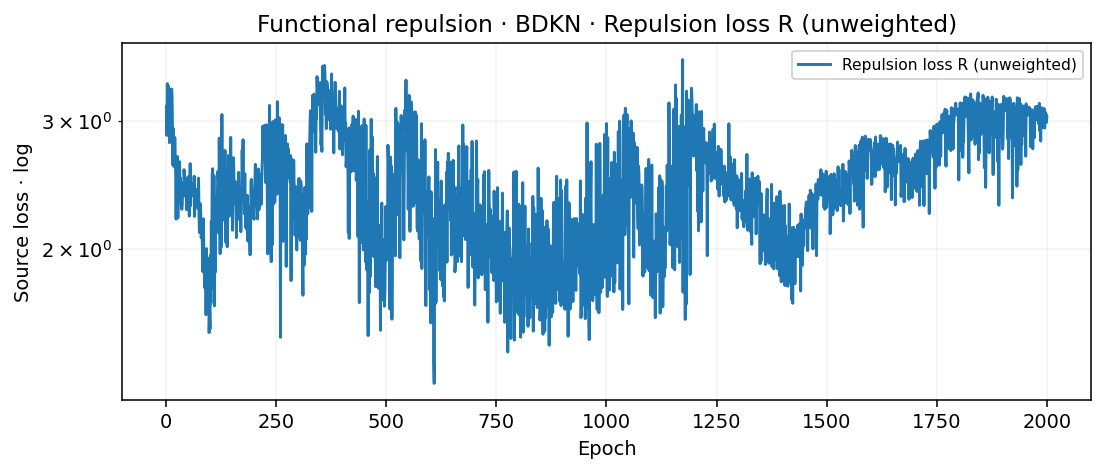 Functional repulsion · BDKN · Repulsion loss R (unweighted)
Repulsion loss R (unweighted)
3 × 10⁰
2 × 10⁰
Source loss · log
0 250 500 750 1000 1250 1500 1750 2000
Epoch